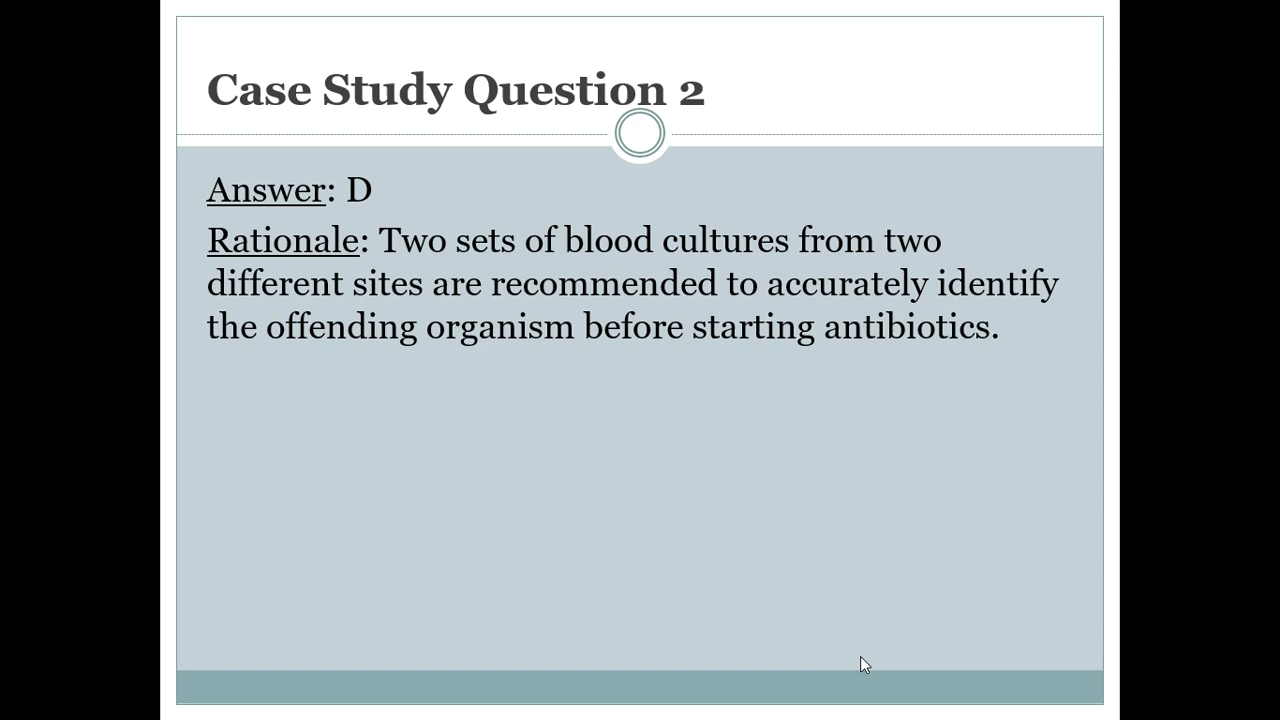 Case Study Question 2
Answer: D
Rationale: Two sets of blood cultures from two
different sites are recommended to accurately identify
the offending organism before starting antibiotics.